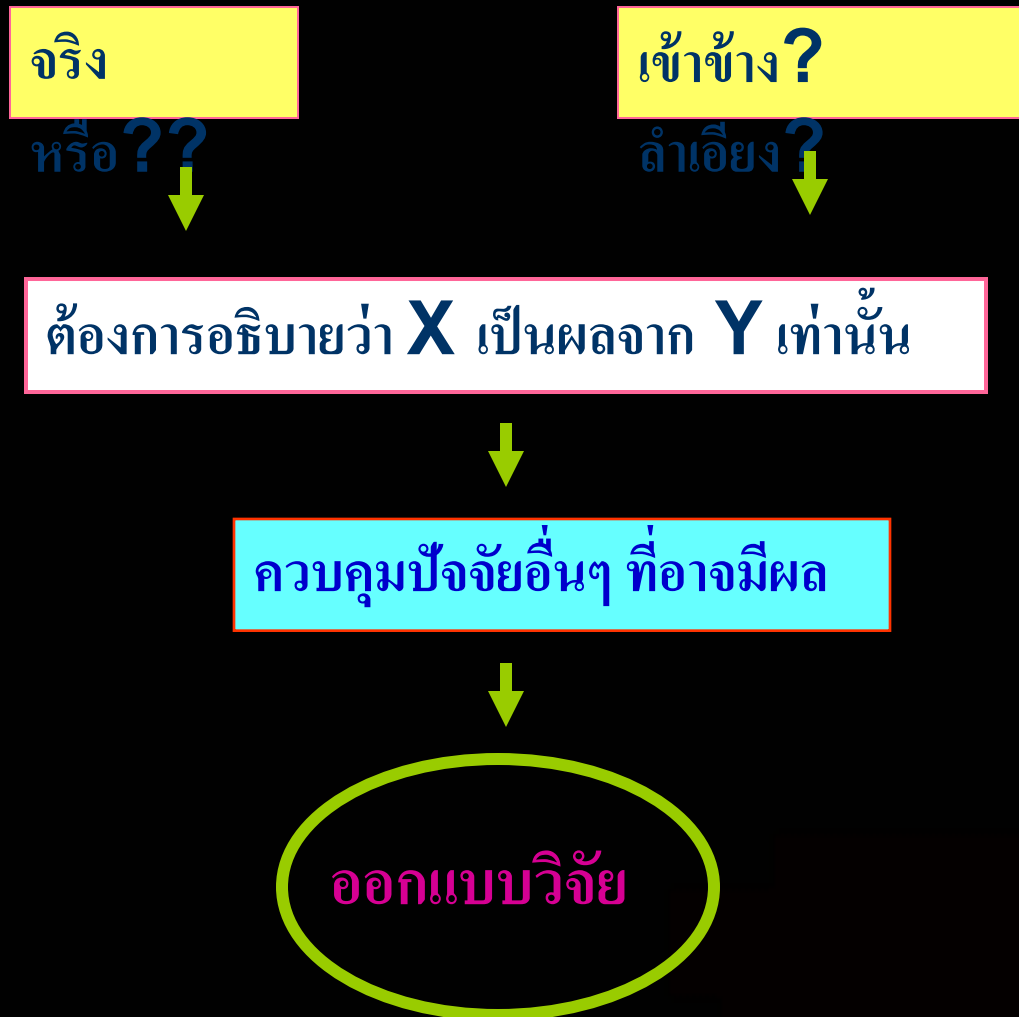 จริง
หรือ??
เข้าข้าง?
ลำเอียง?
ต้องการอธิบายว่า X เป็นผลจาก Y เท่านั้น
ควบคุมปัจจัยอื่นๆ ที่อาจมีผล
ออกแบบวิจัย